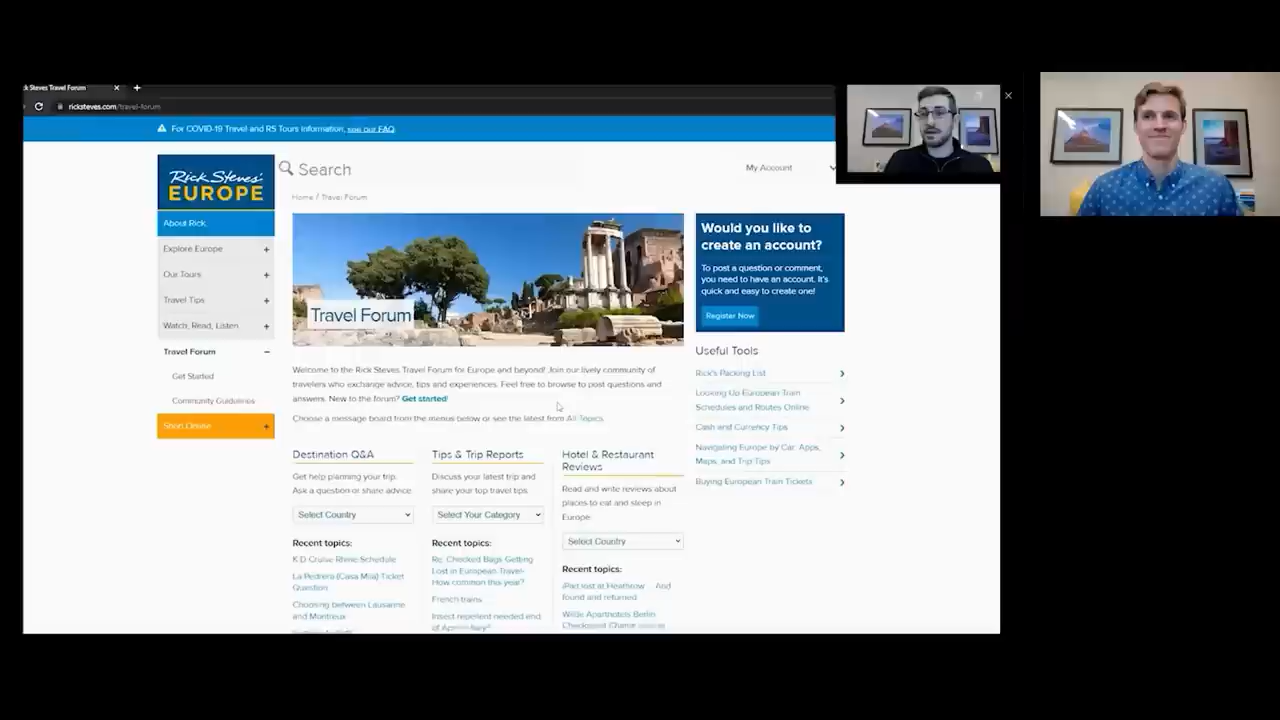 k Steves Travel Forum
ricksteves.com/travel-forum
For COVID-19 Travel and RS Tours information, see our FAQ.
Rick Steves'
EUROPE
Search
My Account
About Rick
Explore Europe
Our Tours
Travel Tips
Watch, Read, Listen
Travel Forum
Get Started
Community Guidelines
Shop Online
Home / Travel Forum
Travel Forum
Welcome to the Rick Steves Travel Forum for Europe and beyond! Join our lively community of
travelers who exchange advice, tips and experiences. Feel free to browse to post questions and
answers. New to the forum? Get started!
Choose a message board from the menus below or see the latest from All Topics.
Destination Q&A
Get help planning your trip.
Ask a question or share advice.
Select Country
Recent topics:
K-D Cruise Rhine Schedule
La Pedrera (Casa Mila) Ticket
Question
Choosing between Lausanne
and Montreux
Tips & Trip Reports
Discuss your latest trip and
share your top travel tips.
Select Your Category
Recent topics:
Re: Checked Bags Getting
Lost in European Travel-
How common this year?
French trains
Insect repellent needed end
of
Hotel & Restaurant
Reviews
Read and write reviews about
places to eat and sleep in
Europe.
Select Country
Recent topics:
iPad lost at Heathrow And
found and returned
Wilde Aparthotels Berlin
Checkpoint Charlie
Would you like to
create an account?
To post a question or comment,
you need to have an account. It's
quick and easy to create one!
Register Now
Useful Tools
Rick's Packing List
Looking Up European Train
Schedules and Routes Online
Cash and Currency Tips
Navigating Europe by Car: Apps,
Maps, and Trip Tips
Buying European Train Tickets